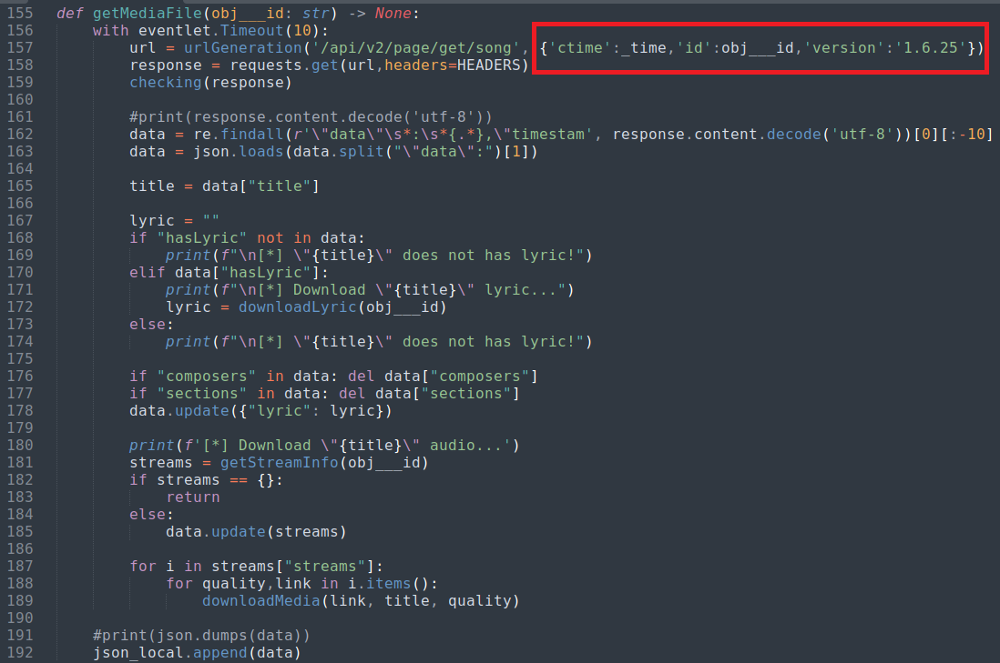 155 def getMediaFile(obj___id: str) -> None:
156     with eventlet.Timeout(10):
157         url = urlGeneration('/api/v2/page/get/song', {'ctime':_time,'id':obj___id,'version':'1.6.25'})
158         response = requests.get(url,headers=HEADERS)
159         checking(response)
160
161         #print(response.content.decode('utf-8'))
162         data = re.findall(r'\"data\"\s*:\s*{.*},\"timestam', response.content.decode('utf-8'))[0][:-10]
163         data = json.loads(data.split("\"data\":")[1])
164
165         title = data["title"]
166
167         lyric = ""
168         if "hasLyric" not in data:
169             print(f"\n[*] \"{title}\" does not has lyric!")
170         elif data["hasLyric"]:
171             print(f"\n[*] Download \"{title}\" lyric...")
172             lyric = downloadLyric(obj___id)
173         else:
174             print(f"\n[*] \"{title}\" does not has lyric!")
175
176         if "composers" in data: del data["composers"]
177         if "sections" in data: del data["sections"]
178         data.update({"lyric": lyric})
179
180         print(f'[*] Download \"{title}\" audio...')
181         streams = getStreamInfo(obj___id)
182         if streams == {}:
183             return
184         else:
185             data.update(streams)
186
187         for i in streams["streams"]:
188             for quality,link in i.items():
189                 downloadMedia(link, title, quality)
190
191     #print(json.dumps(data))
192     json_local.append(data)